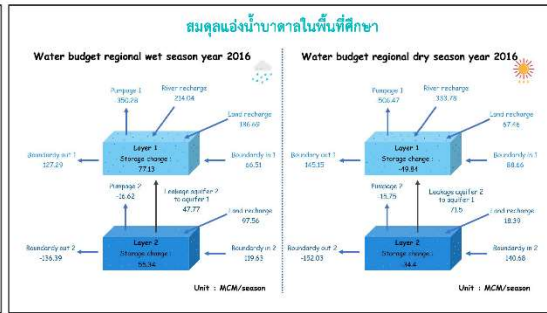 สมดุลแอ่งน้ำบาดาลในพื้นที่ศึกษา
Water budget regional wet season year 2016
Pumpage 1
350.28
River recharge
214.04
Land recharge
146.69
Layer 1
Storage change :
77.13
Boundary out 1
127.29
Boundary in 1
66.51
Pumpage 2
-16.62
Leakage aquifer 2
to aquifer 1
47.77
Land recharge
97.56
Layer 2
Storage change :
55.34
Boundary out 2
-136.39
Boundary in 2
119.63
Unit : MCM/season
Water budget regional dry season year 2016
Pumpage 1
506.47
River recharge
333.78
Land recharge
67.46
Layer 1
Storage change :
-49.84
Boundary out 1
145.15
Boundary in 1
88.66
Pumpage 2
-15.75
Leakage aquifer 2
to aquifer 1
71.5
Land recharge
18.39
Layer 2
Storage change :
-34.4
Boundary out 2
-152.03
Boundary in 2
140.68
Unit : MCM/season